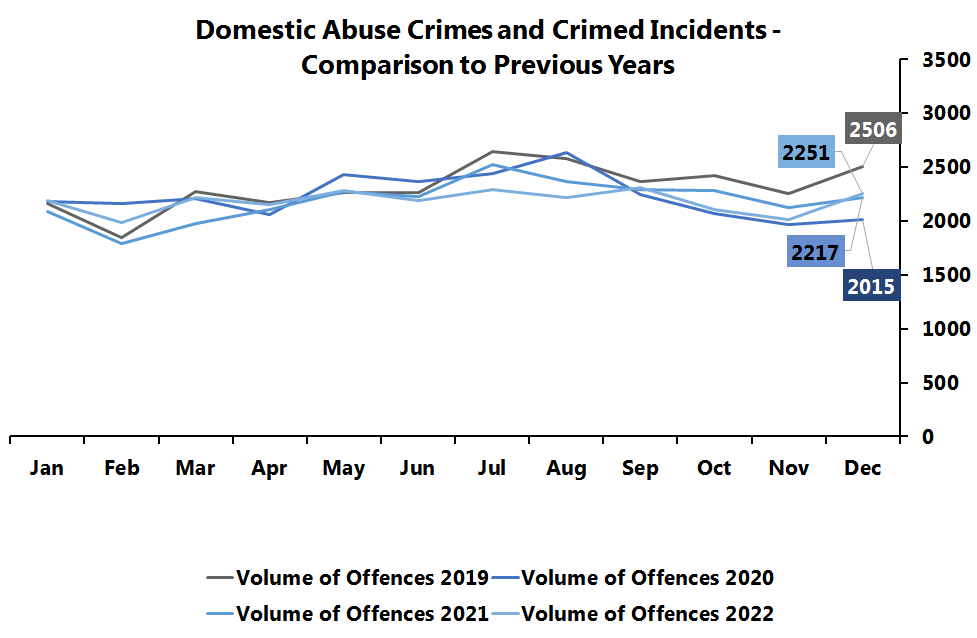 Domestic Abuse Crimes and Crimed Incidents -
Comparison to Previous Years
3500
3000
2500
2000
1500
1000
500
0
2506
2251
2217
2015
Jan Feb Mar Apr May Jun Jul Aug Sep Oct Nov Dec
Volume of Offences 2019 Volume of Offences 2020
Volume of Offences 2021 Volume of Offences 2022